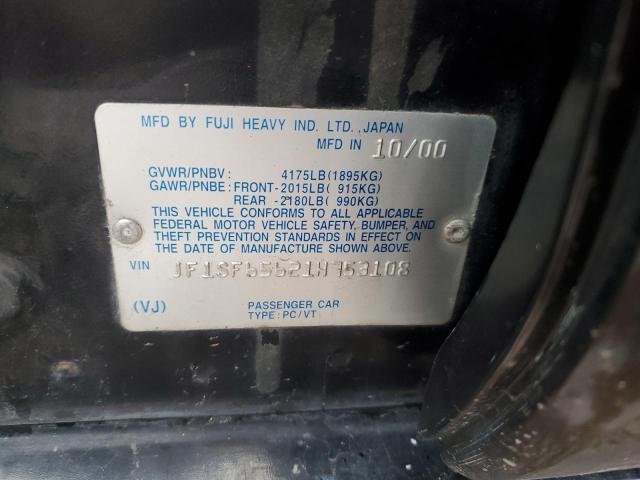 MFD BY FUJI HEAVY IND. LTD.,JAPAN
MFD IN 10/00
GVWR/PNBV: 4175LB(1895KG)
GAWR/PNBE:FRONT-2015LB( 915KG)
REAR -2180LB( 990KG)
THIS VEHICLE CONFORMS TO ALL APPLICABLE
FEDERAL MOTOR VEHICLE SAFETY, BUMPER, AND
THEFT PREVENTION STANDARDS IN EFFECT ON
THE DATE OF MANUFACTURE SHOWN ABOVE.
VIN JF1SF65621H753108
(VJ) PASSENGER CAR
TYPE:PC/VT